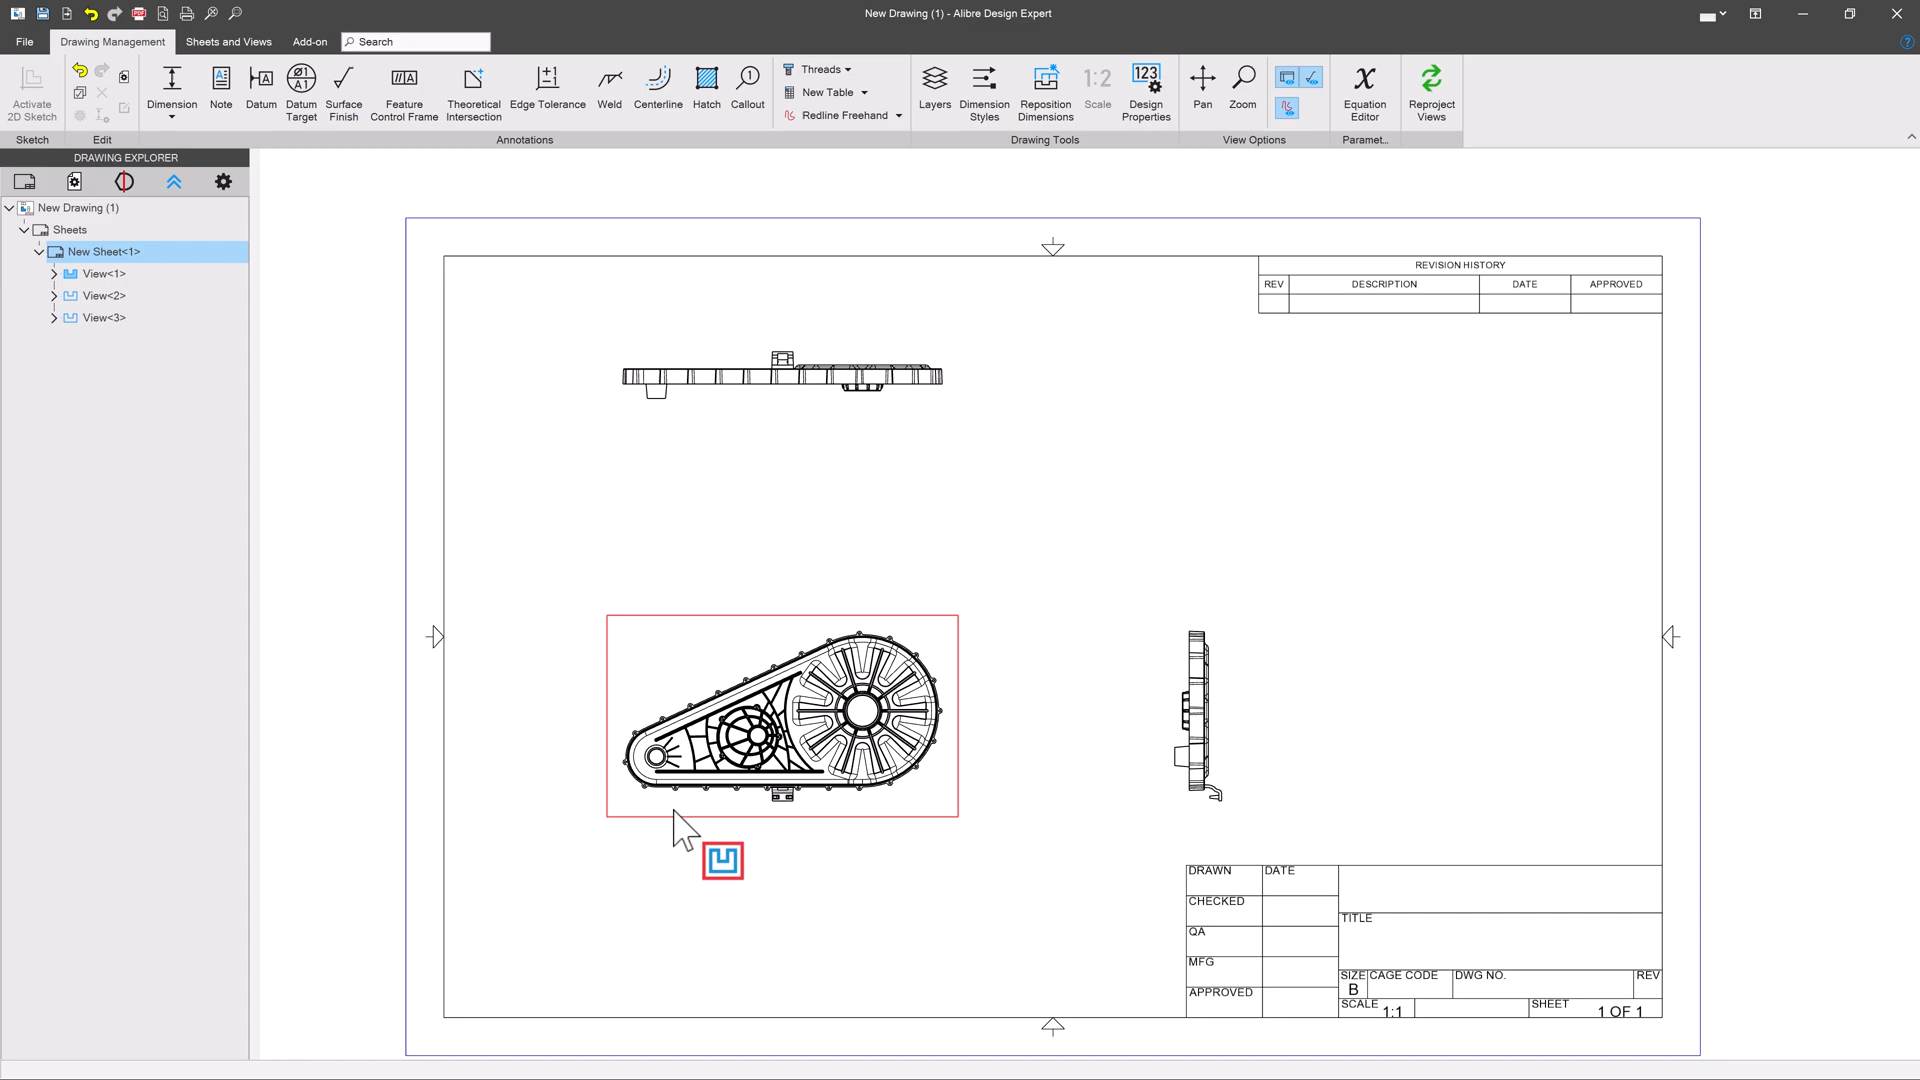 New Drawing (1) - Alibre Design Expert
File
Drawing Management
Sheets and Views
Add-on
Search
Activate
2D Sketch
Dimension
Note
Datum
Datum
Target
Surface
Finish
Feature
Control Frame
Theoretical
Intersection
Edge Tolerance
Weld
Centerline
Hatch
Callout
Threads
New Table
Redline Freehand
Layers
Dimension
Styles
Reposition
Dimensions
1:2
Scale
123
Design
Properties
Pan
Zoom
Equation
Editor
Reproject
Views
Sketch
Edit
Annotations
Drawing Tools
View Options
Paramet...
DRAWING EXPLORER
New Drawing (1)
Sheets
New Sheet<1>
View<1>
View<2>
View<3>
REVISION HISTORY
REV
DESCRIPTION
DATE
APPROVED
DRAWN
DATE
CHECKED
QA
MFG
APPROVED
TITLE
SIZE
B
CAGE CODE
DWG NO.
REV
SCALE
1:1
SHEET
1 OF 1